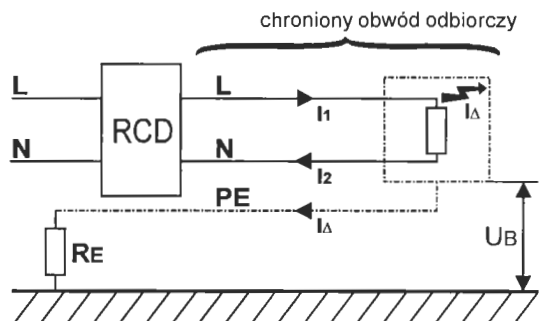 chroniony obwód odbiorczy
L L
I1 IΔ
RCD
N N
I2
PE
IΔ
RE UB